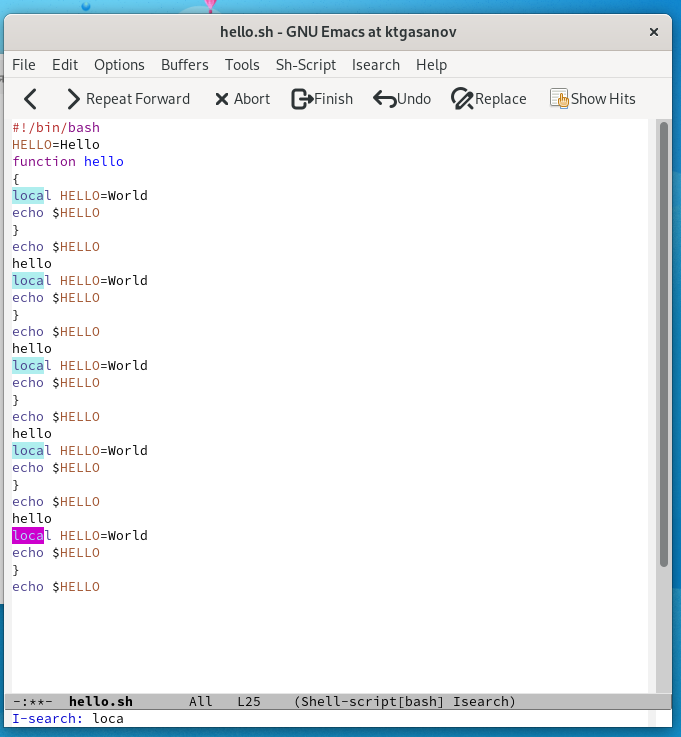 hello.sh - GNU Emacs at ktgasanov
File Edit Options Buffers Tools Sh-Script Isearch Help
Repeat Forward Abort Finish Undo Replace Show Hits
#!/bin/bash
HELLO=Hello
function hello
{
local HELLO=World
echo $HELLO
}
echo $HELLO
hello
local HELLO=World
echo $HELLO
}
echo $HELLO
hello
local HELLO=World
echo $HELLO
}
echo $HELLO
hello
local HELLO=World
echo $HELLO
}
echo $HELLO
hello
local HELLO=World
echo $HELLO
}
echo $HELLO
-:**- hello.sh All L25 (Shell-script[bash] Isearch)
I-search: loca